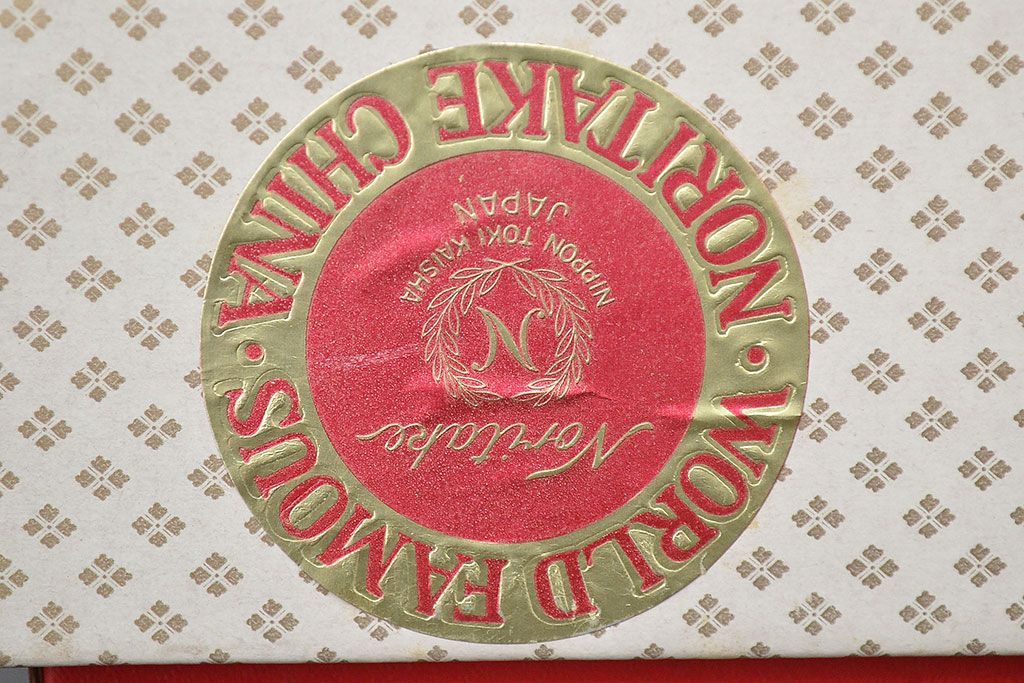 WORLD FAMOUS · NORITAKE CHINA ·
Noritake
N
NIPPON TOKI KAISHA
JAPAN